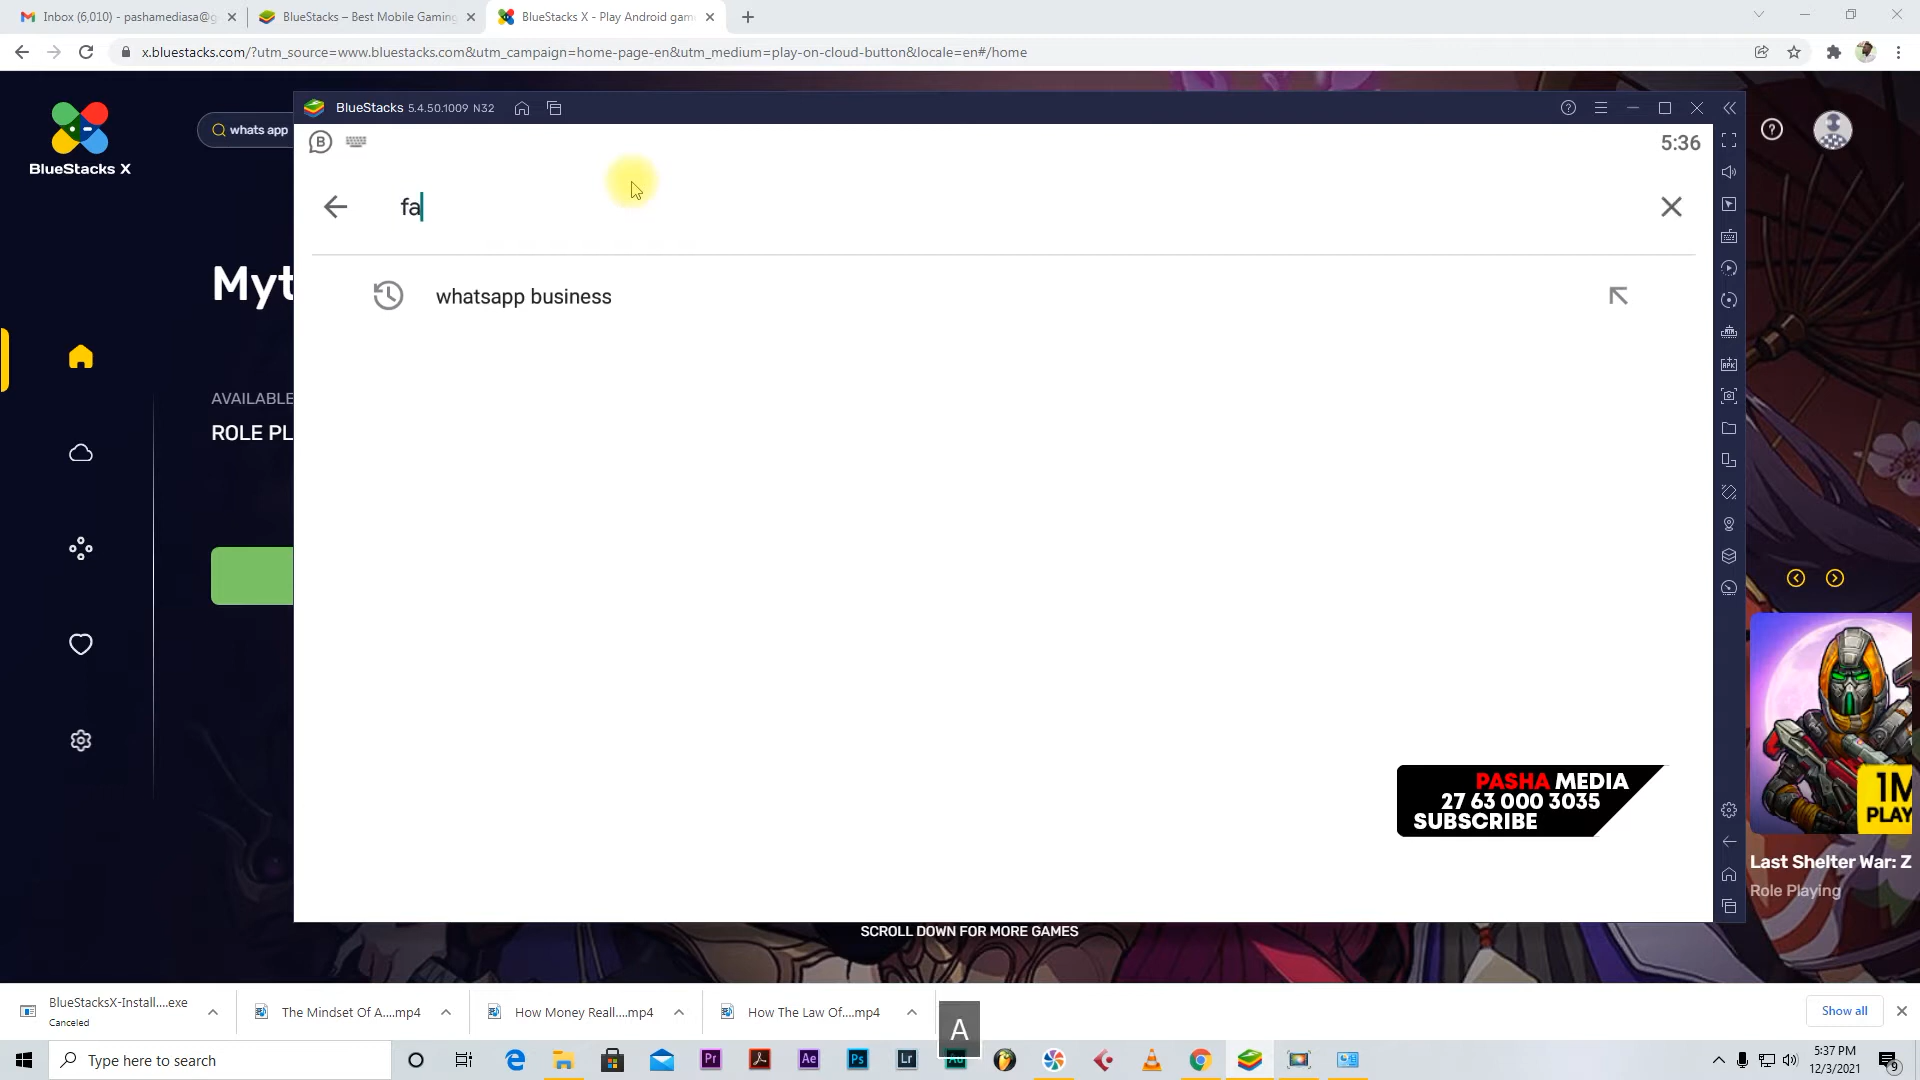 Inbox (6,010) - pashamediasa@g
BlueStacks – Best Mobile Gaming
BlueStacks X - Play Android gam
x.bluestacks.com/?utm_source=www.bluestacks.com&utm_campaign=home-page-en&utm_medium=play-on-cloud-button&locale=en#/home
BlueStacks X
whats app
BlueStacks 5.4.50.1009 N32
5:36
fa
whatsapp business
Myt
AVAILABLE
ROLE PL
PASHA MEDIA
27 63 000 3035
SUBSCRIBE
1M
PLAY
Last Shelter War: Z
Role Playing
SCROLL DOWN FOR MORE GAMES
BlueStacksX-Install....exe
Canceled
The Mindset Of A....mp4
How Money Reall....mp4
How The Law Of....mp4
A
Show all
Type here to search
5:37 PM
12/3/2021